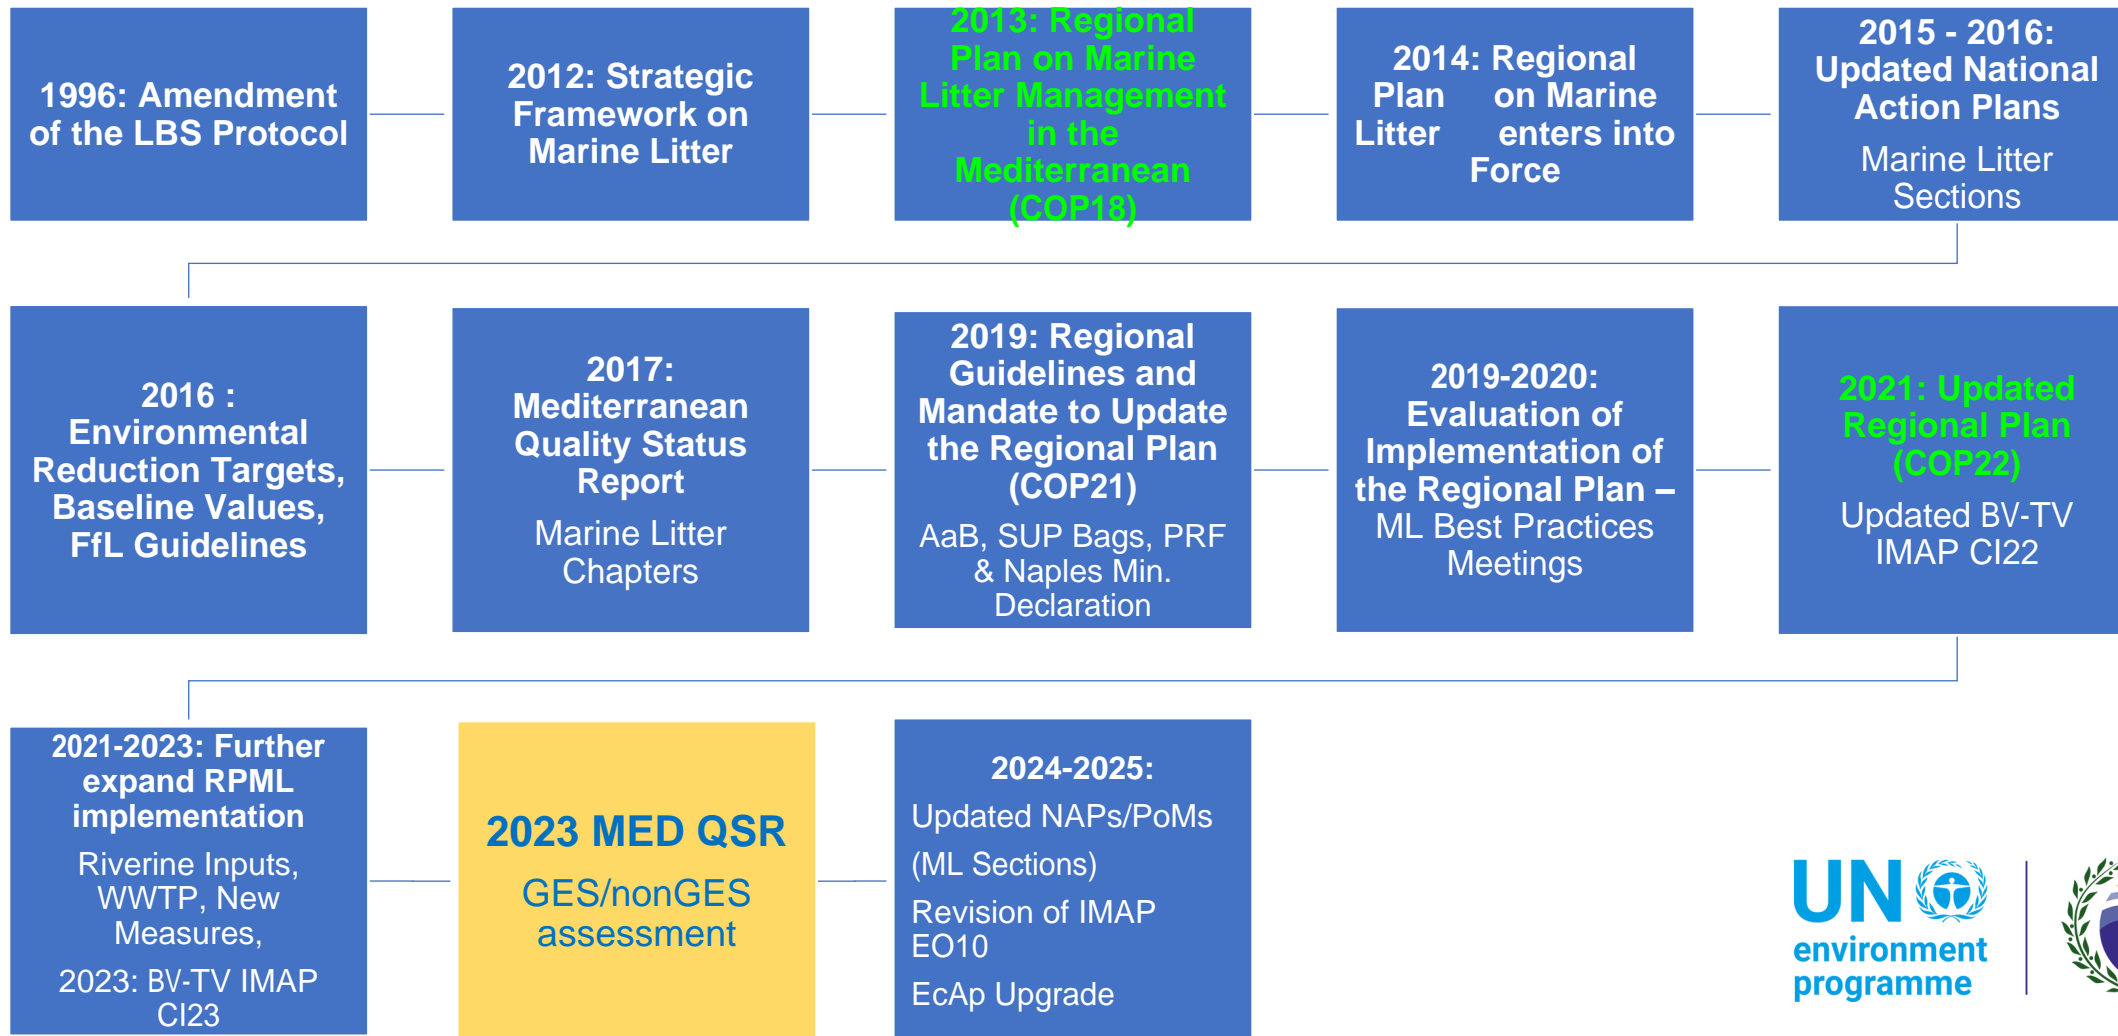 1996: Amendment
of the LBS Protocol
2012: Strategic
Framework on
Marine Litter
2013: Regional
Plan on Marine
Litter Management
in the
Mediterranean
(COP18)
2014: Regional
Plan on Marine
Litter enters into
Force
2015 - 2016:
Updated National
Action Plans
Marine Litter
Sections
2016 :
Environmental
Reduction Targets,
Baseline Values,
FfL Guidelines
2017:
Mediterranean
Quality Status
Report
Marine Litter
Chapters
2019: Regional
Guidelines and
Mandate to Update
the Regional Plan
(COP21)
AaB, SUP Bags, PRF
& Naples Min.
Declaration
2019-2020:
Evaluation of
Implementation of
the Regional Plan –
ML Best Practices
Meetings
2021: Updated
Regional Plan
(COP22)
Updated BV-TV
IMAP CI22
2021-2023: Further
expand RPML
implementation
Riverine Inputs,
WWTP, New
Measures,
2023: BV-TV IMAP
CI23
2023 MED QSR
GES/nonGES
assessment
2024-2025:
Updated NAPs/PoMs
(ML Sections)
Revision of IMAP
EO10
EcAp Upgrade
UN
environment
programme